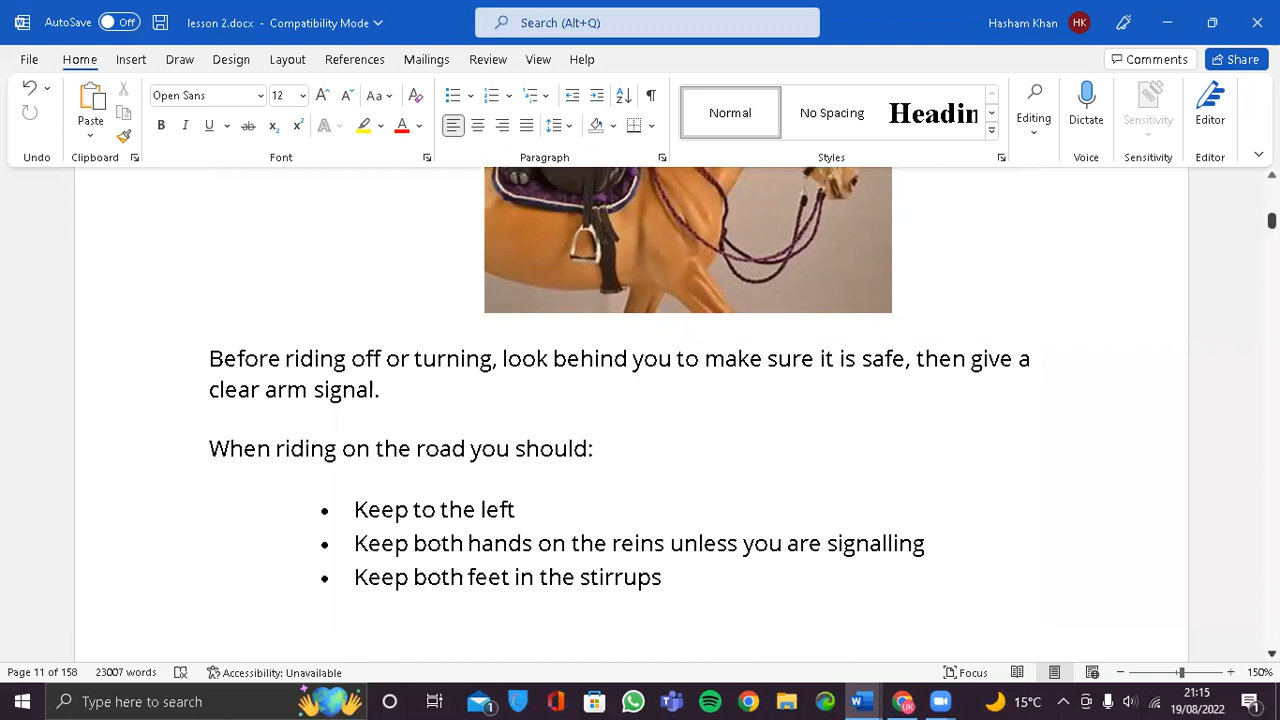 AutoSave Off lesson 2.docx - Compatibility Mode Search (Alt+Q) Hasham Khan HK
File Home Insert Draw Design Layout References Mailings Review View Help Comments Share
Open Sans 12 Aa Normal No Spacing Headin
Paste Editing Dictate Sensitivity Editor
B I U ab x₂ x² A A
Undo Clipboard Font Paragraph Styles Voice Sensitivity Editor
Before riding off or turning, look behind you to make sure it is safe, then give a
clear arm signal.
When riding on the road you should:
• Keep to the left
• Keep both hands on the reins unless you are signalling
• Keep both feet in the stirrups
Page 11 of 158 23007 words Accessibility: Unavailable Focus 150%
Type here to search 15°C 21:15
19/08/2022